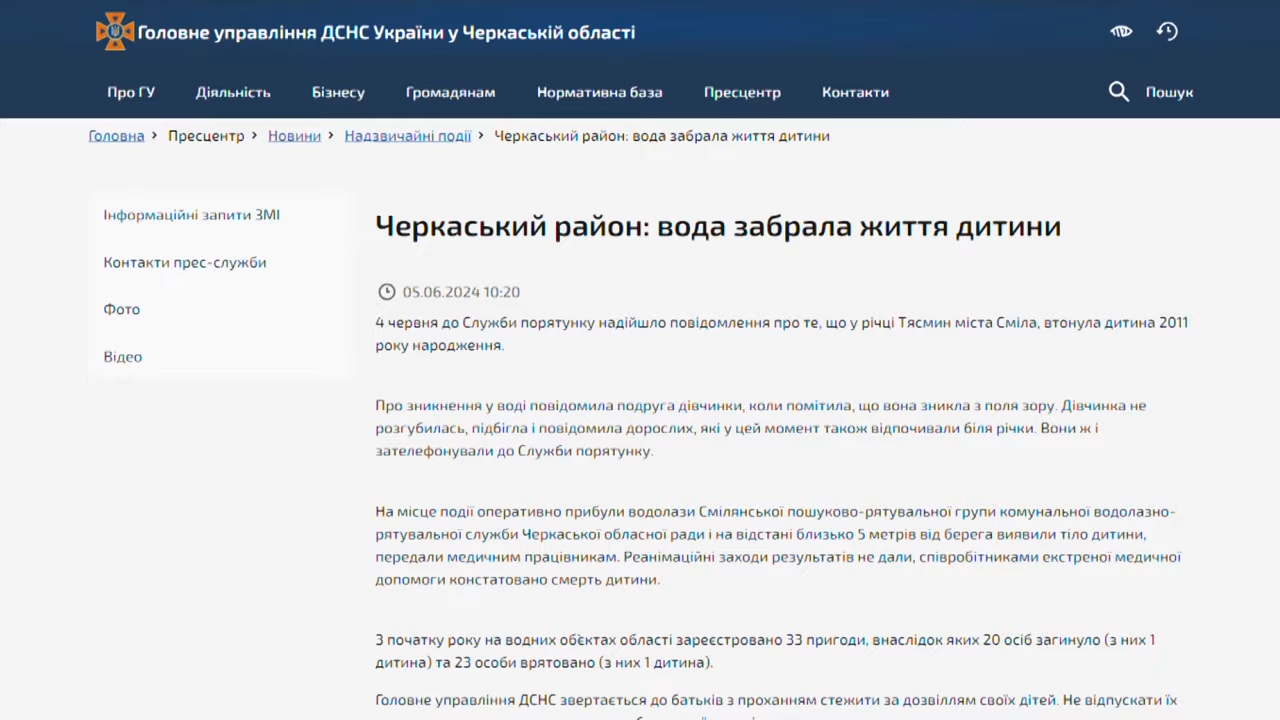 Головне управління ДСНС України у Черкаській області
Про ГУ Діяльність Бізнесу Громадянам Нормативна база Пресцентр Контакти Пошук
Головна > Пресцентр > Новини > Надзвичайні події > Черкаський район: вода забрала життя дитини
Інформаційні запити ЗМІ
Контакти прес-служби
Фото
Відео
Черкаський район: вода забрала життя дитини
05.06.2024 10:20
4 червня до Служби порятунку надійшло повідомлення про те, що у річці Тясмин міста Сміла, втонула дитина 2011
року народження.
Про зникнення у воді повідомила подруга дівчинки, коли помітила, що вона зникла з поля зору. Дівчинка не
розгубилась, підбігла і повідомила дорослих, які у цей момент також відпочивали біля річки. Вони ж і
зателефонували до Служби порятунку.
На місце події оперативно прибули водолази Смілянської пошуково-рятувальної групи комунальної водолазно-
рятувальної служби Черкаської обласної ради і на відстані близько 5 метрів від берега виявили тіло дитини,
передали медичним працівникам. Реанімаційні заходи результатів не дали, співробітниками екстреної медичної
допомоги констатовано смерть дитини.
З початку року на водних об'єктах області зареєстровано 33 пригоди, внаслідок яких 20 осіб загинуло (з них 1
дитина) та 23 особи врятовано (з них 1 дитина).
Головне управління ДСНС звертається до батьків з проханням стежити за дозвіллям своїх дітей. Не відпускати їх